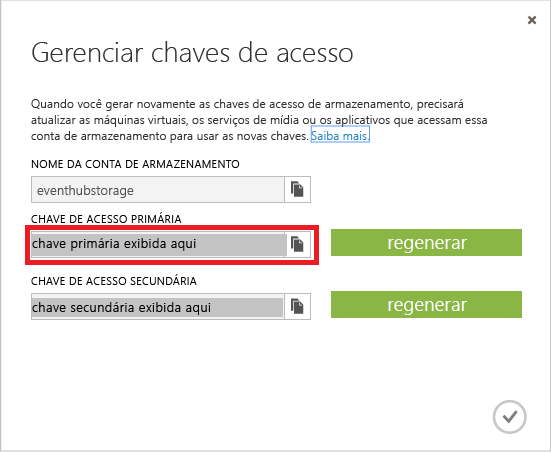 Gerenciar chaves de acesso
Quando você gerar novamente as chaves de acesso de armazenamento, precisará
atualizar as máquinas virtuais, os serviços de mídia ou os aplicativos que acessam essa
conta de armazenamento para usar as novas chaves. Saiba mais.
NOME DA CONTA DE ARMAZENAMENTO
eventhubstorage
CHAVE DE ACESSO PRIMÁRIA
chave primária exibida aqui
regenerar
CHAVE DE ACESSO SECUNDÁRIA
chave secundária exibida aqui
regenerar